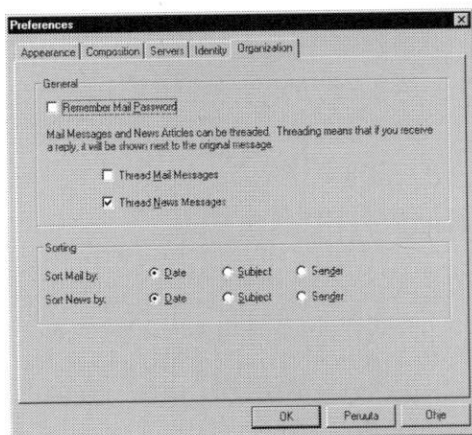 Preferences
Appearance Composition Servers Identity Organization
General
Remember Mail Password
Mail Messages and News Articles can be threaded. Threading means that if you receive
a reply, it will be shown next to the original message.
Thread Mail Messages
Thread News Messages
Sorting
Sort Mail by: Date Subject Sender
Sort News by: Date Subject Sender
OK Peruuta Ohje